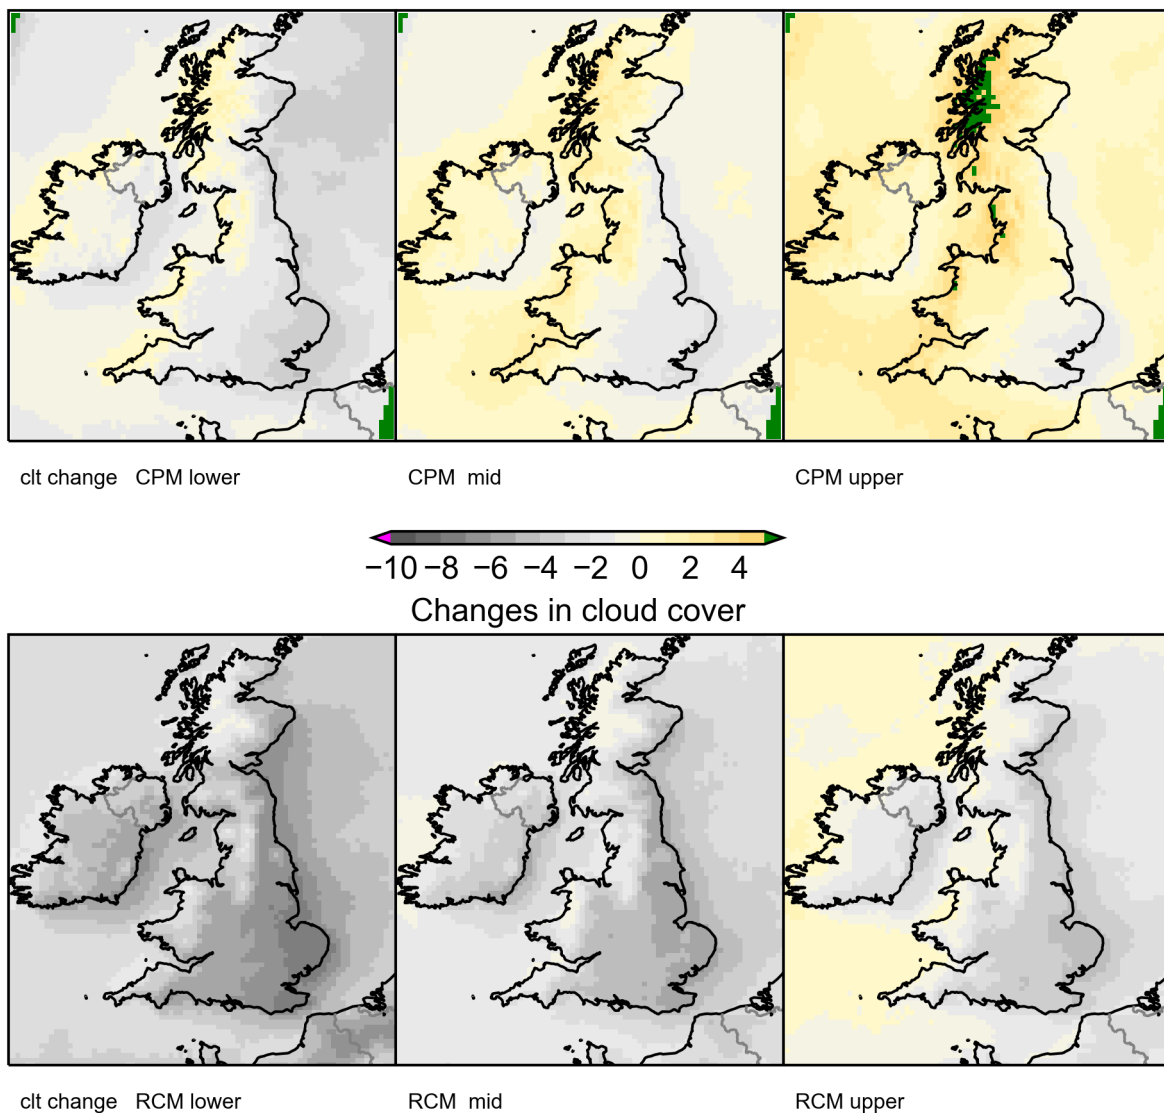 clt change CPM lower
CPM mid
CPM upper
−10 −8 −6 −4 −2 0 2 4
Changes in cloud cover
clt change RCM lower
RCM mid
RCM upper